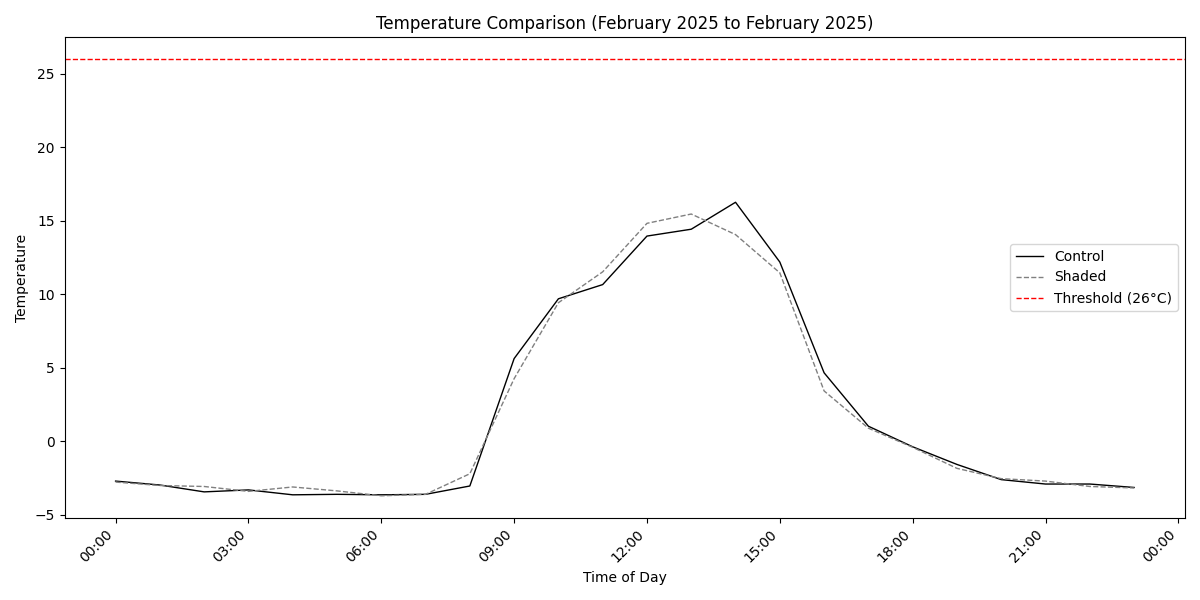 Temperature Comparison (February 2025 to February 2025)
25
20
15
10
5
0
−5
Temperature
Control
Shaded
Threshold (26°C)
00:00
03:00
06:00
09:00
12:00
15:00
18:00
21:00
00:00
Time of Day